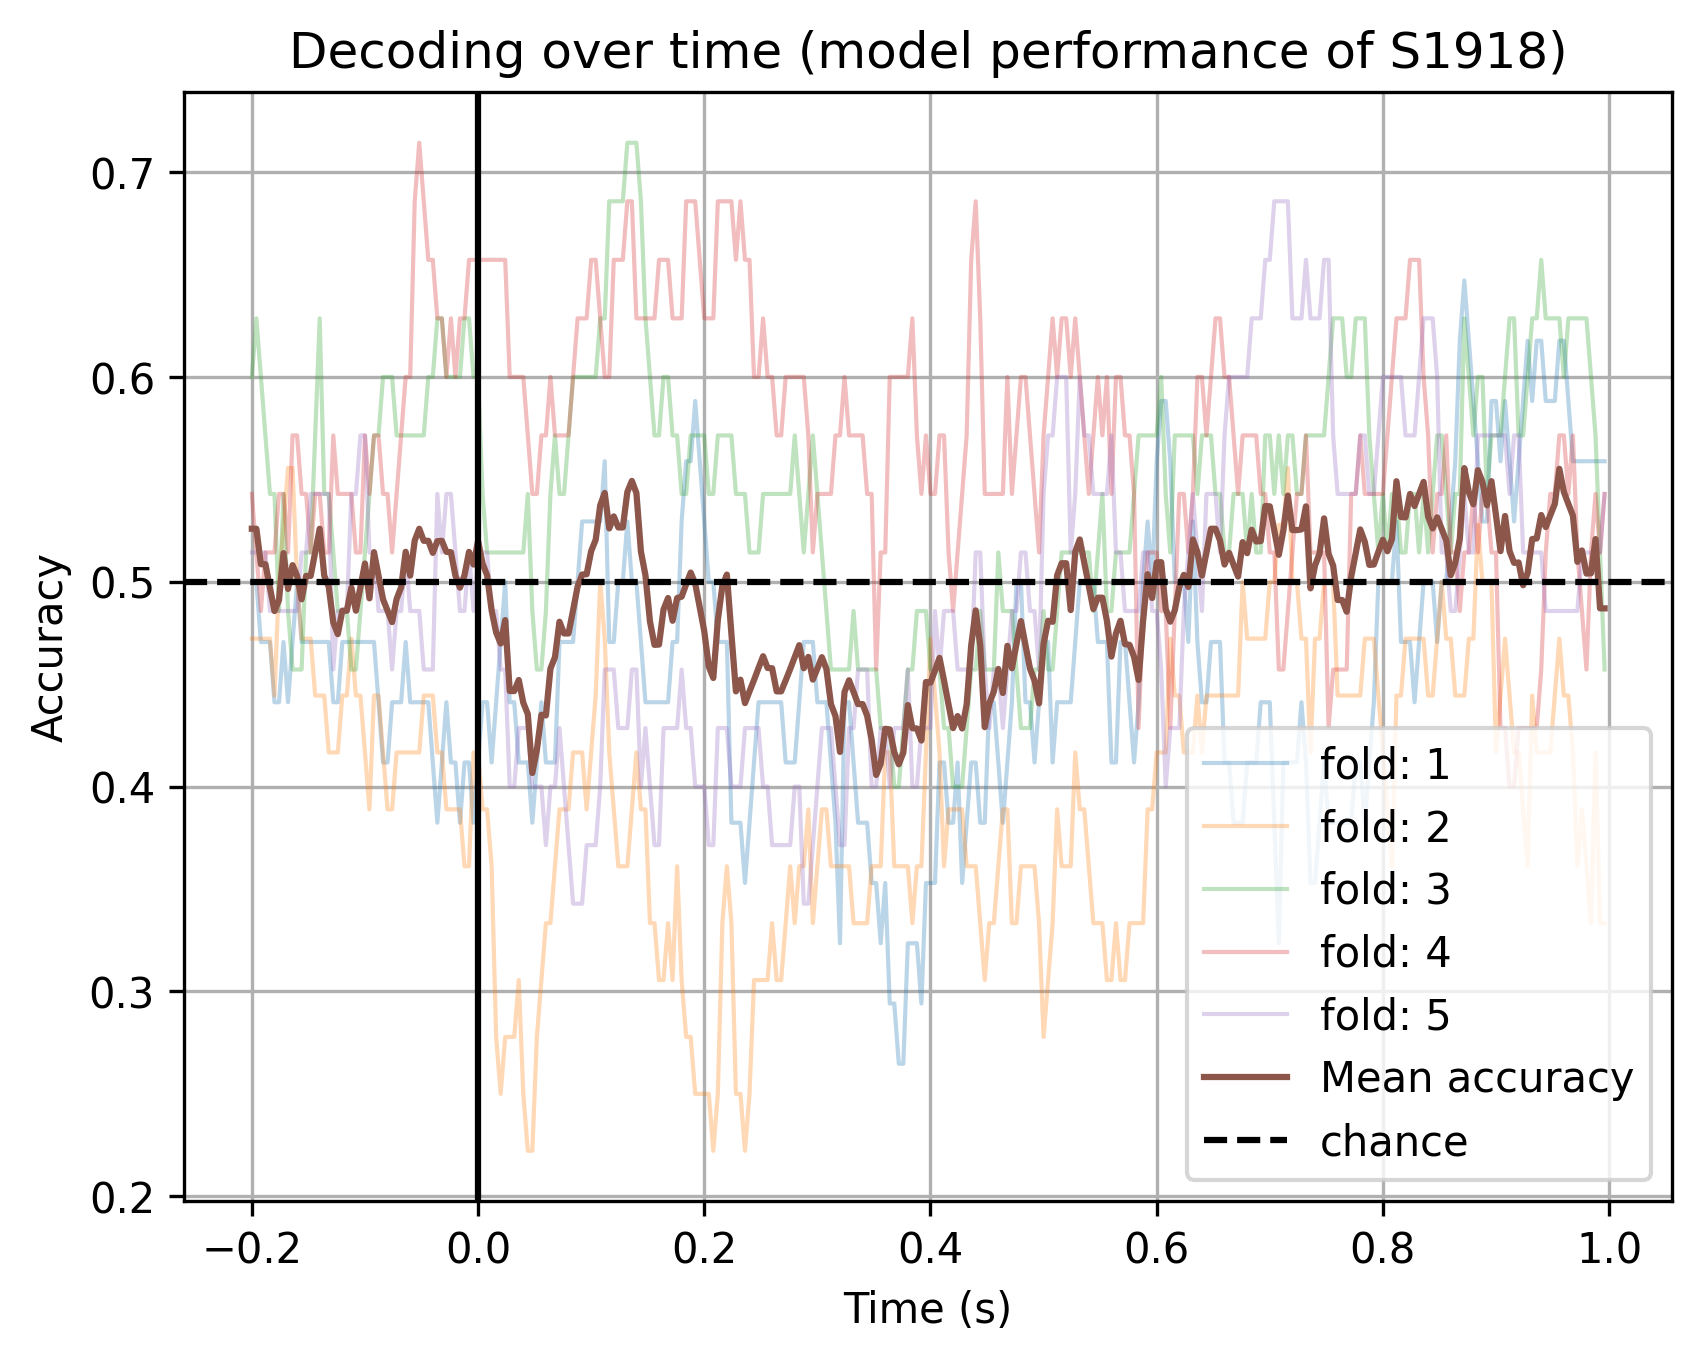 Decoding over time (model performance of S1918)
Accuracy
0.7
0.6
0.5
0.4
0.3
0.2
−0.2 0.0 0.2 0.4 0.6 0.8 1.0
Time (s)
fold: 1
fold: 2
fold: 3
fold: 4
fold: 5
Mean accuracy
chance